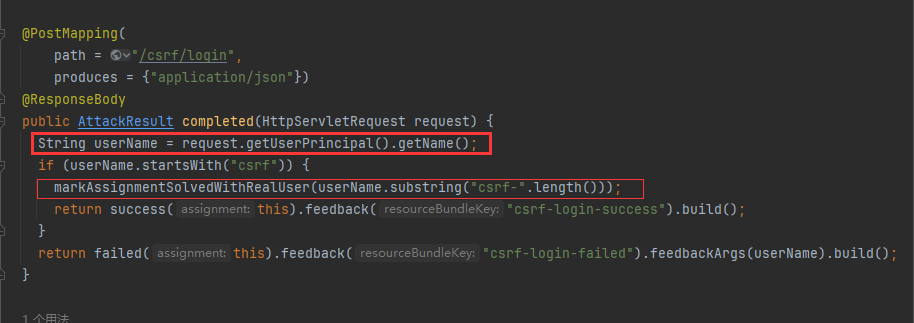 @PostMapping(
path = "/csrf/login",
produces = {"application/json"})
@ResponseBody
public AttackResult completed(HttpServletRequest request) {
String userName = request.getUserPrincipal().getName();
if (userName.startsWith("csrf")) {
markAssignmentSolvedWithRealUser(userName.substring("csrf-".length()));
return success( assignment: this).feedback( resourceBundleKey: "csrf-login-success").build();
}
return failed( assignment: this).feedback( resourceBundleKey: "csrf-login-failed").feedbackArgs(userName).build();
}
1 个用法